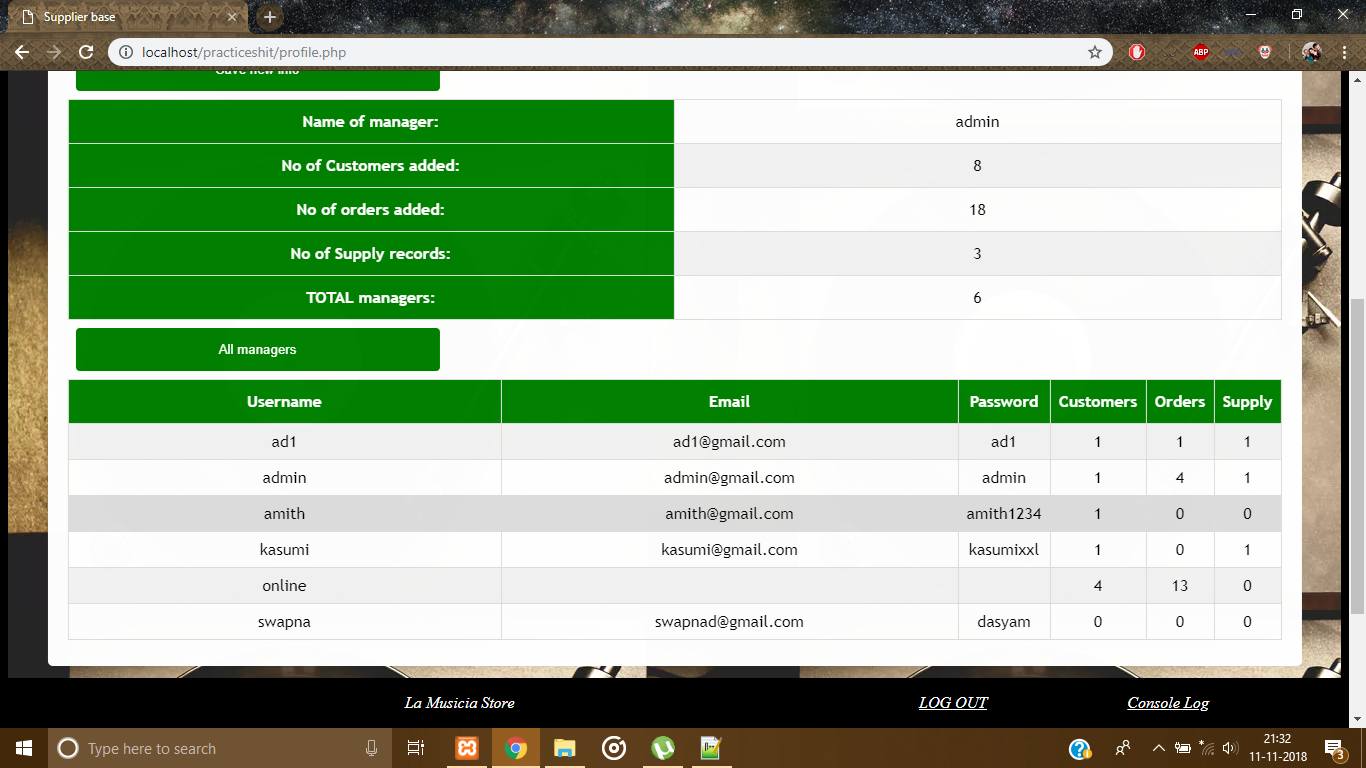 Supplier base
localhost/practiceshit/profile.php
ABP
Save new info
Name of manager: admin
No of Customers added: 8
No of orders added: 18
No of Supply records: 3
TOTAL managers: 6
All managers
Username Email Password Customers Orders Supply
ad1 ad1@gmail.com ad1 1 1 1
admin admin@gmail.com admin 1 4 1
amith amith@gmail.com amith1234 1 0 0
kasumi kasumi@gmail.com kasumixxl 1 0 1
online 4 13 0
swapna swapnad@gmail.com dasyam 0 0 0
La Musicia Store LOG OUT Console Log
Type here to search
21:32
11-11-2018
3